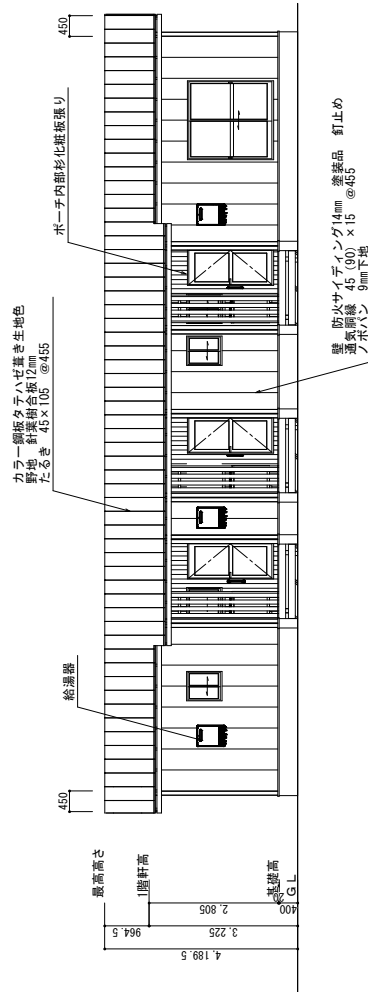 450
ポーチ内部杉化粧板張り
カラー鋼板タテハゼ葺き生地色
野地 針葉樹合板12mm
たるき 45×105 @455
壁 防火サイディング14mm 塗装品 釘止め
通気胴縁 45(90)×15 @455
ノボパン 9mm下地
給湯器
450
最高高さ
1階軒高
基礎高
GL
964.5
2,805
20
400
3,225
4,189.5